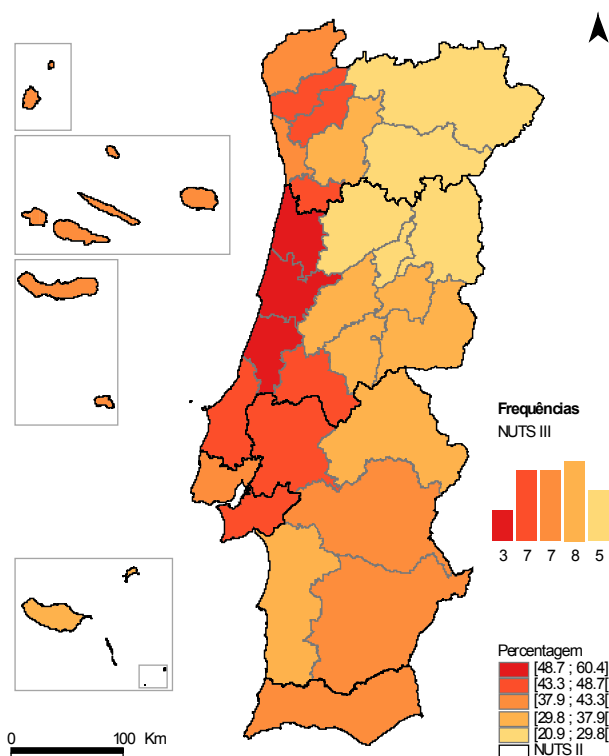 Frequências
NUTS III
3 7 7 8 5
Percentagem
[48.7 ; 60.4]
[43.3 ; 48.7[
[37.9 ; 43.3[
[29.8 ; 37.9[
[20.9 ; 29.8[
NUTS II
0 100 Km